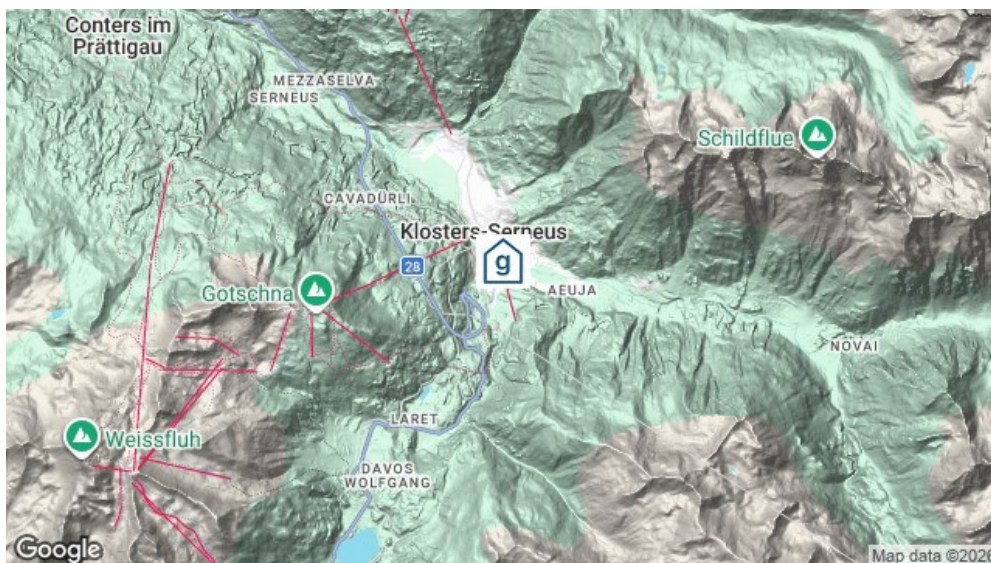 Conters im
Prättigau
MEZZASELVA
SERNEUS
Schildflue
CAVADÜRLI
Klosters-Serneus
28
g
Gotschna
AEUJA
NOVAI
LARET
Weissfluh
DAVOS
WOLFGANG
Google
Map data ©2026